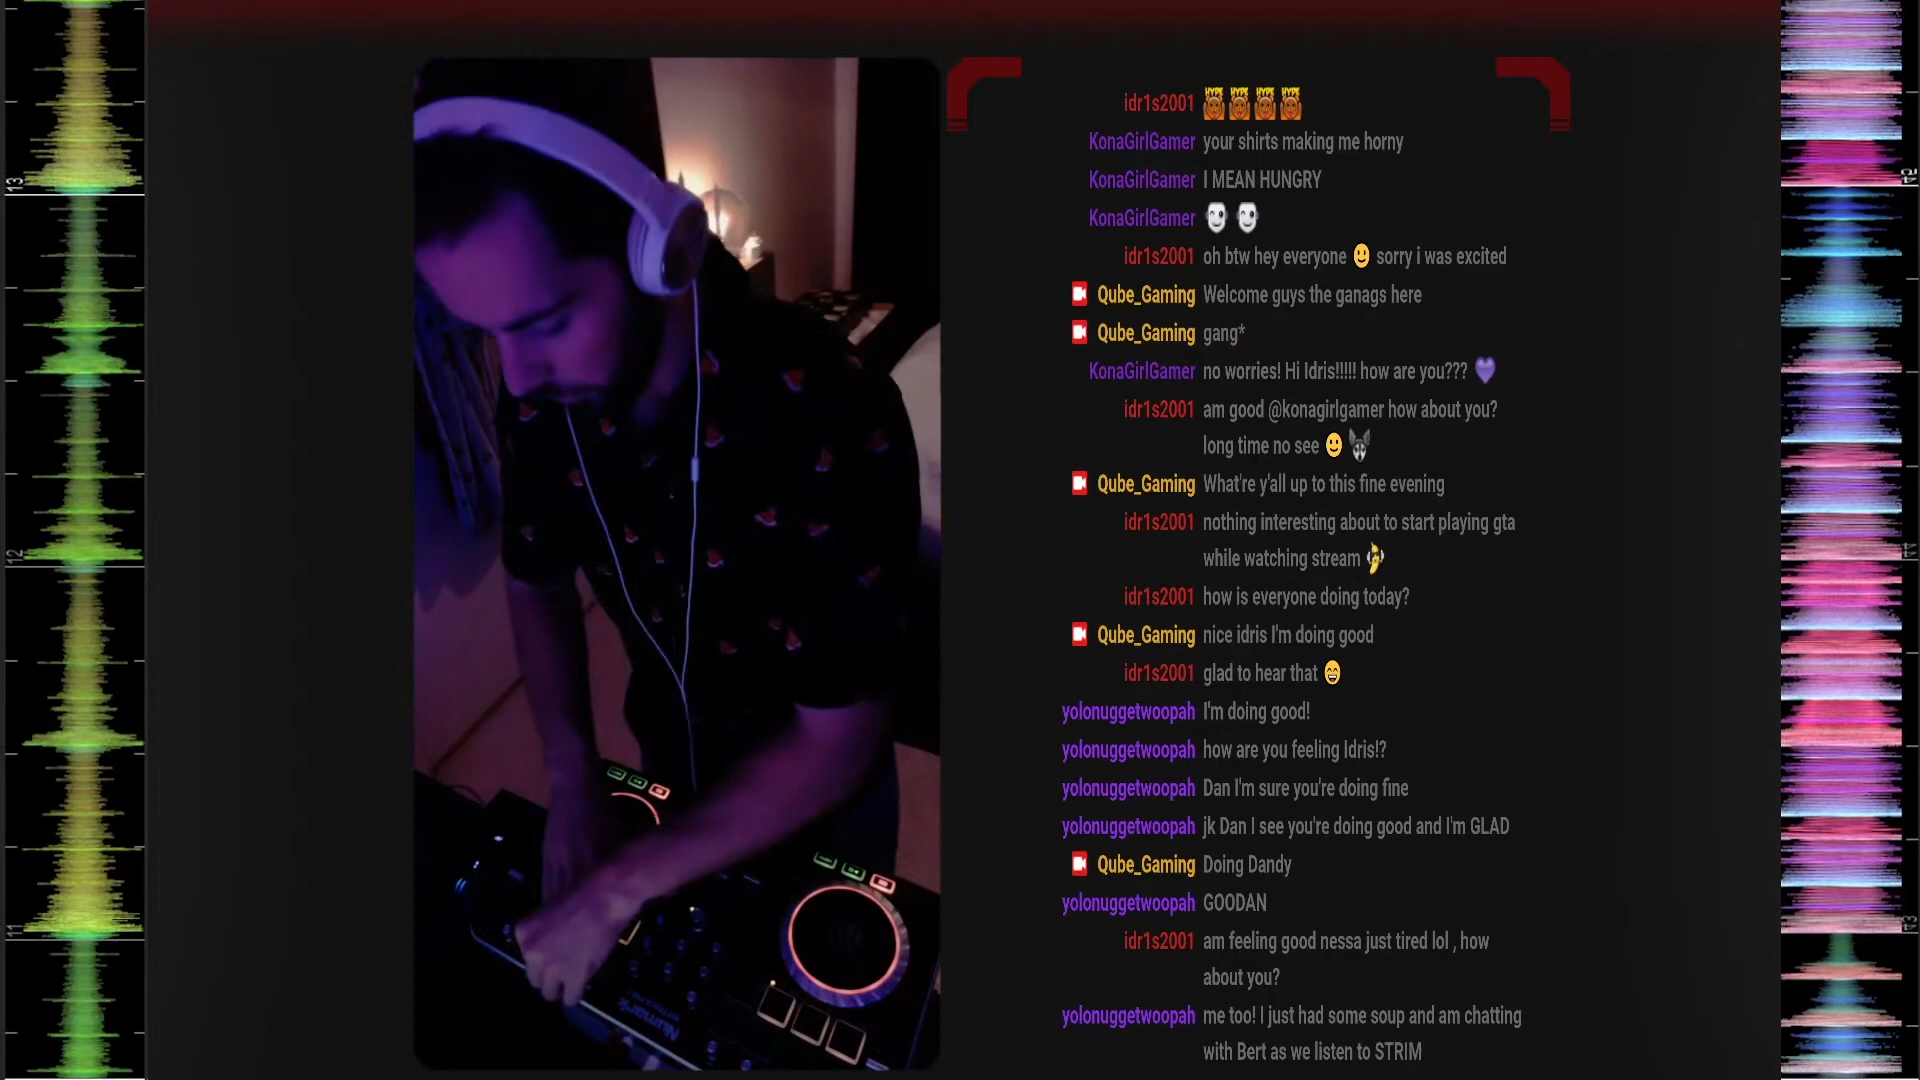 idr1s2001 HYPE HYPE HYPE HYPE
KonaGirlGamer your shirts making me horny
KonaGirlGamer I MEAN HUNGRY
KonaGirlGamer
idr1s2001 oh btw hey everyone 🙂 sorry i was excited
Qube_Gaming Welcome guys the ganags here
Qube_Gaming gang*
KonaGirlGamer no worries! Hi Idris!!!!! how are you??? 💜
idr1s2001 am good @konagirlgamer how about you?
long time no see 🙂
Qube_Gaming What're y'all up to this fine evening
idr1s2001 nothing interesting about to start playing gta
while watching stream
idr1s2001 how is everyone doing today?
Qube_Gaming nice idris I'm doing good
idr1s2001 glad to hear that 😁
yolonuggetwoopah I'm doing good!
yolonuggetwoopah how are you feeling Idris!?
yolonuggetwoopah Dan I'm sure you're doing fine
yolonuggetwoopah jk Dan I see you're doing good and I'm GLAD
Qube_Gaming Doing Dandy
yolonuggetwoopah GOODAN
idr1s2001 am feeling good nessa just tired lol , how
about you?
yolonuggetwoopah me too! I just had some soup and am chatting
with Bert as we listen to STRIM
13
12
11
Numark